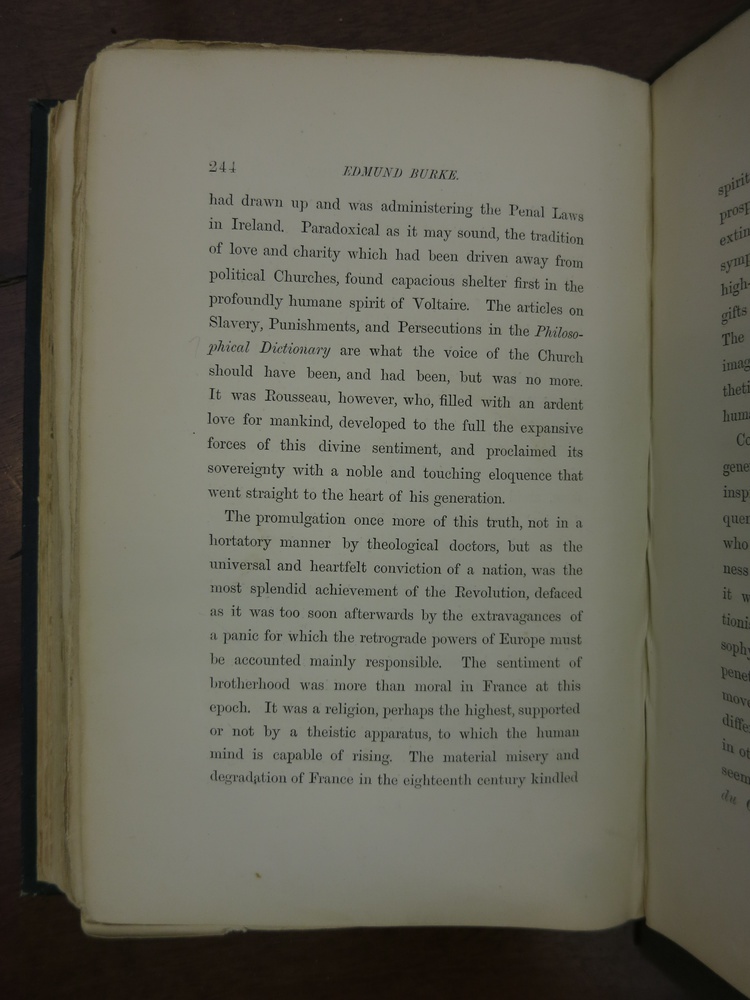 244
EDMUND BURKE.
had drawn up and was administering the Penal Laws
in Ireland. Paradoxical as it may sound, the tradition
of love and charity which had been driven away from
political Churches, found capacious shelter first in the
profoundly humane spirit of Voltaire. The articles on
Slavery, Punishments, and Persecutions in the Philoso-
phical Dictionary are what the voice of the Church
should have been, and had been, but was no more.
It was Rousseau, however, who, filled with an ardent
love for mankind, developed to the full the expansive
forces of this divine sentiment, and proclaimed its
sovereignty with a noble and touching eloquence that
went straight to the heart of his generation.
The promulgation once more of this truth, not in a
hortatory manner by theological doctors, but as the
universal and heartfelt conviction of a nation, was the
most splendid achievement of the Revolution, defaced
as it was too soon afterwards by the extravagances of
a panic for which the retrograde powers of Europe must
be accounted mainly responsible. The sentiment of
brotherhood was more than moral in France at this
epoch. It was a religion, perhaps the highest, supported
or not by a theistic apparatus, to which the human
mind is capable of rising. The material misery and
degradation of France in the eighteenth century kindled
spirit
prosp
extin
symp
high-
gifts
The
imag
theti
hum
Co
gene
insp
quen
who
ness
it w
tioni
soph
penet
mov
diffe
in ot
seem
du